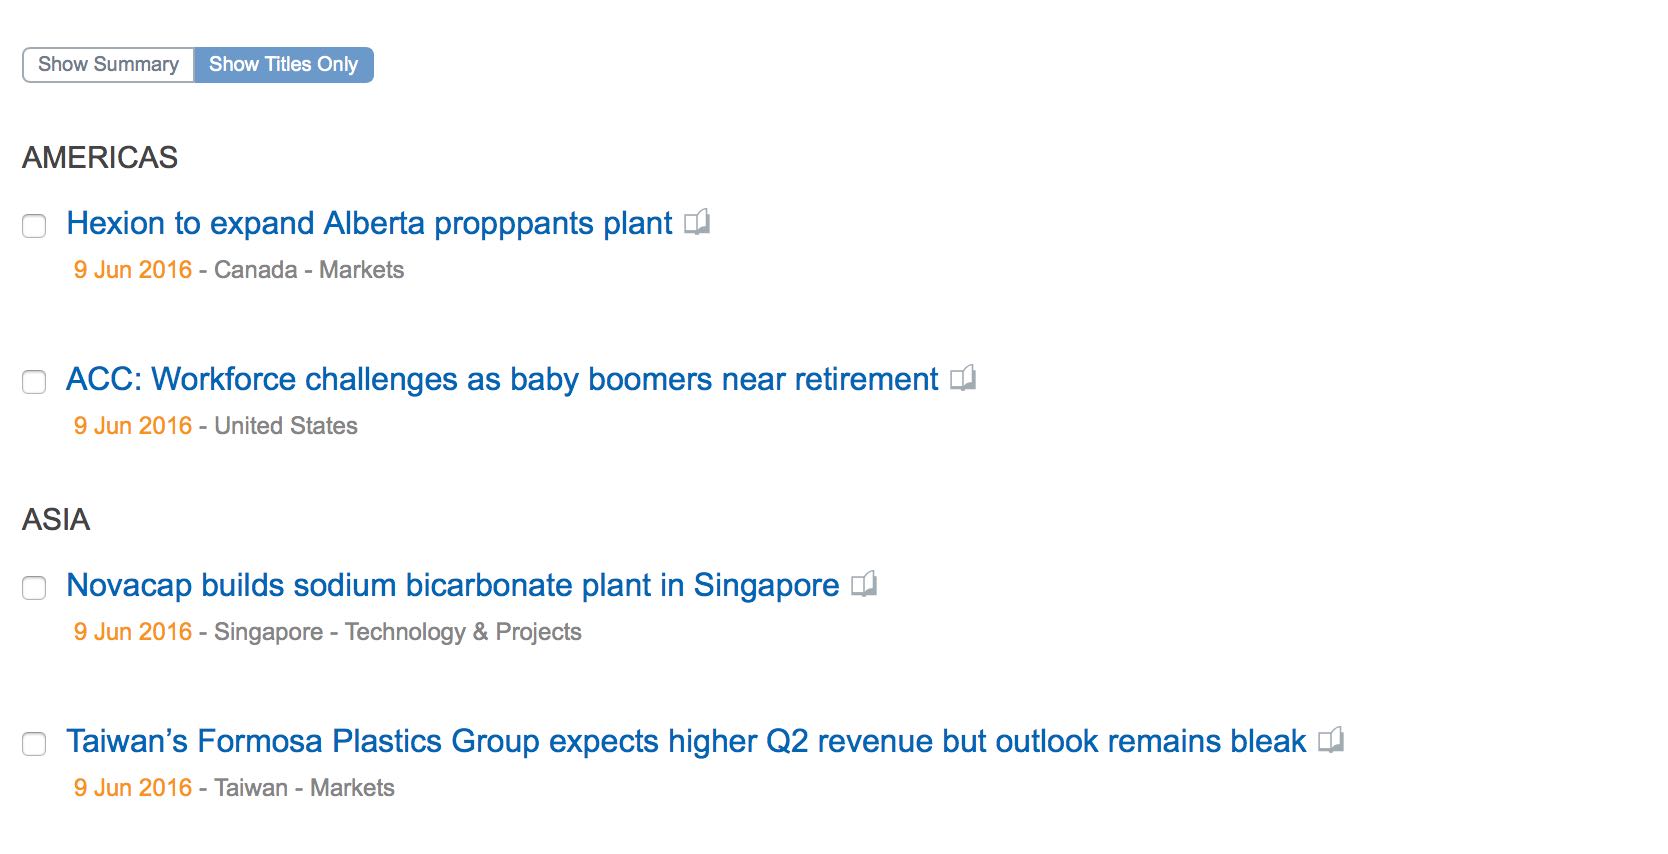 Show Summary Show Titles Only
AMERICAS
Hexion to expand Alberta propppants plant
9 Jun 2016 - Canada - Markets
ACC: Workforce challenges as baby boomers near retirement
9 Jun 2016 - United States
ASIA
Novacap builds sodium bicarbonate plant in Singapore
9 Jun 2016 - Singapore - Technology & Projects
Taiwan’s Formosa Plastics Group expects higher Q2 revenue but outlook remains bleak
9 Jun 2016 - Taiwan - Markets